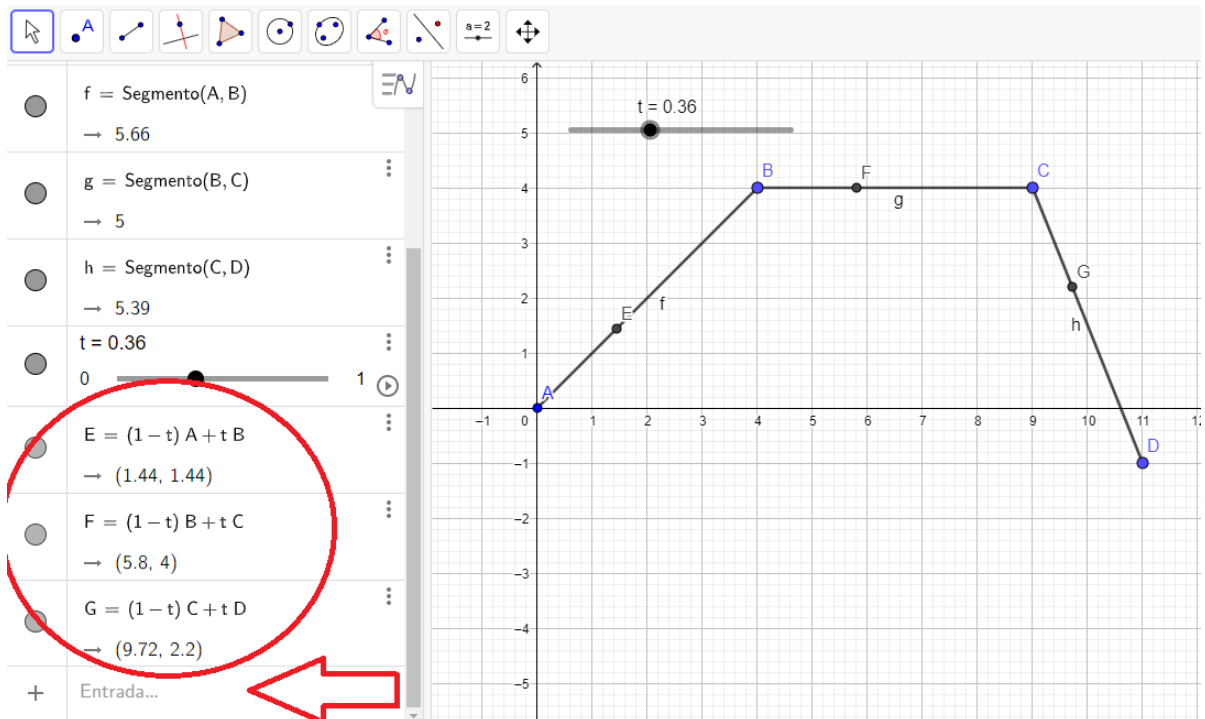 A
a=2
f = Segmento(A, B)
→ 5.66
g = Segmento(B, C)
→ 5
h = Segmento(C, D)
→ 5.39
t = 0.36
0 1
E = (1 − t) A + t B
→ (1.44, 1.44)
F = (1 − t) B + t C
→ (5.8, 4)
G = (1 − t) C + t D
→ (9.72, 2.2)
+ Entrada...
6
t = 0.36
5
B F C
4
g
3
G
2
E f
h
1
A
−1 0 1 2 3 4 5 6 7 8 9 10 11 12
D
−1
−2
−3
−4
−5